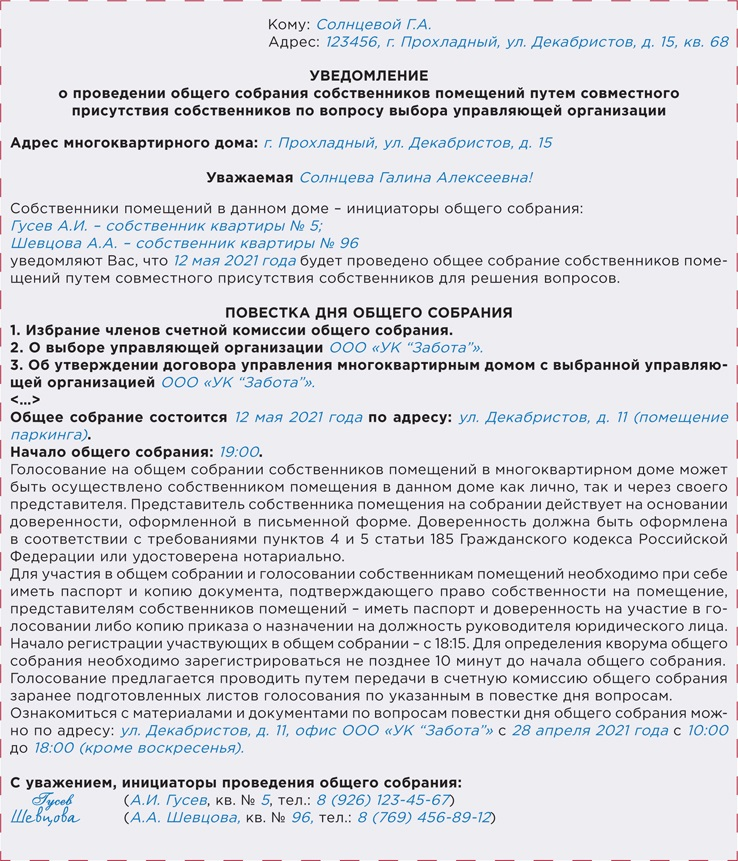 Кому: Солнцевой Г.А.
Адрес: 123456, г. Прохладный, ул. Декабристов, д. 15, кв. 68
УВЕДОМЛЕНИЕ
о проведении общего собрания собственников помещений путем совместного
присутствия собственников по вопросу выбора управляющей организации
Адрес многоквартирного дома: г. Прохладный, ул. Декабристов, д. 15
Уважаемая Солнцева Галина Алексеевна!
Собственники помещений в данном доме – инициаторы общего собрания:
Гусев А.И. – собственник квартиры № 5;
Шевцова А.А. – собственник квартиры № 96
уведомляют Вас, что 12 мая 2021 года будет проведено общее собрание собственников поме-
щений путем совместного присутствия собственников для решения вопросов.
ПОВЕСТКА ДНЯ ОБЩЕГО СОБРАНИЯ
1. Избрание членов счетной комиссии общего собрания.
2. О выборе управляющей организации ООО «УК “Забота”».
3. Об утверждении договора управления многоквартирным домом с выбранной управляю-
щей организацией ООО «УК “Забота”».
<...>
Общее собрание состоится 12 мая 2021 года по адресу: ул. Декабристов, д. 11 (помещение
паркинга).
Начало общего собрания: 19:00.
Голосование на общем собрании собственников помещений в многоквартирном доме может
быть осуществлено собственником помещения в данном доме как лично, так и через своего
представителя. Представитель собственника помещения на собрании действует на основании
доверенности, оформленной в письменной форме. Доверенность должна быть оформлена
в соответствии с требованиями пунктов 4 и 5 статьи 185 Гражданского кодекса Российской
Федерации или удостоверена нотариально.
Для участия в общем собрании и голосовании собственникам помещений необходимо при себе
иметь паспорт и копию документа, подтверждающего право собственности на помещение,
представителям собственников помещений – иметь паспорт и доверенность на участие в го-
лосовании либо копию приказа о назначении на должность руководителя юридического лица.
Начало регистрации участвующих в общем собрании – с 18:15. Для определения кворума общего
собрания необходимо зарегистрироваться не позднее 10 минут до начала общего собрания.
Голосование предлагается проводить путем передачи в счетную комиссию общего собрания
заранее подготовленных листов голосования по указанным в повестке дня вопросам.
Ознакомиться с материалами и документами по вопросам повестки дня общего собрания мож-
но по адресу: ул. Декабристов, д. 11, офис ООО «УК “Забота”» с 28 апреля 2021 года с 10:00
до 18:00 (кроме воскресенья).
С уважением, инициаторы проведения общего собрания:
Гусев (А.И. Гусев, кв. № 5, тел.: 8 (926) 123-45-67)
Шевцова (А.А. Шевцова, кв. № 96, тел.: 8 (769) 456-89-12)